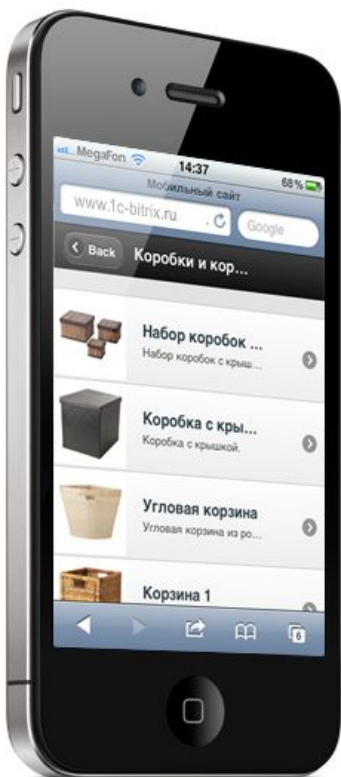 MegaFon 14:37 68%
Мобильный сайт
www.1c-bitrix.ru Google
Back Коробки и кор...
Набор коробок ...
Набор коробок с крыш...
Коробка с кры...
Коробка с крышкой.
Угловая корзина
Угловая корзина из ро...
Корзина 1
6